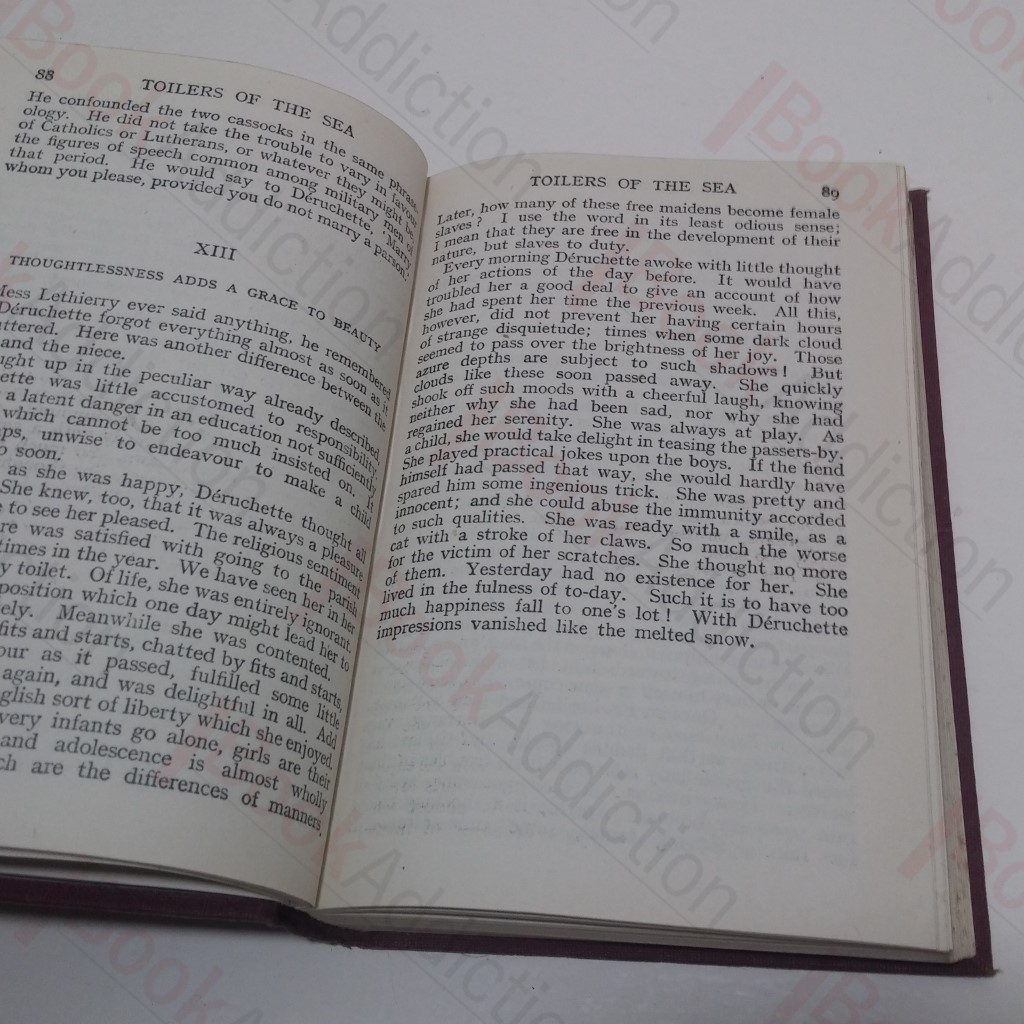 88
TOILERS OF THE SEA
He confounded the two cassocks in the same phrase-
ology. He did not take the trouble to vary in favour
of Catholics or Lutherans, or whatever they might be
the figures of speech common among military men of
that period. He would say to Déruchette, 'Marry
whom you please, provided you do not marry a parson.'
XIII
THOUGHTLESSNESS ADDS A GRACE TO BEAUTY
ess Lethierry ever said anything, he remembered
Déruchette forgot everything almost as soon as it
uttered. Here was another difference between the
and the niece.
ught up in the peculiar way already described,
ette was little accustomed to responsibility.
a latent danger in an education not sufficiently
which cannot be too much insisted on. It
ps, unwise to endeavour to make a child
o soon.
as she was happy, Déruchette thought all
She knew, too, that it was always a pleasure
e to see her pleased. The religious sentiment
re was satisfied with going to the parish
times in the year. We have seen her in her
y toilet. Of life, she was entirely ignorant.
position which one day might lead her to
ely. Meanwhile she was contented.
fits and starts, chatted by fits and starts,
our as it passed, fulfilled some little
again, and was delightful in all. Add
glish sort of liberty which she enjoyed.
very infants go alone, girls are their
and adolescence is almost wholly
ch are the differences of manners.
TOILERS OF THE SEA
89
Later, how many of these free maidens become female
slaves? I use the word in its least odious sense;
I mean that they are free in the development of their
nature, but slaves to duty.
Every morning Déruchette awoke with little thought
of her actions of the day before. It would have
troubled her a good deal to give an account of how
she had spent her time the previous week. All this,
however, did not prevent her having certain hours
of strange disquietude; times when some dark cloud
seemed to pass over the brightness of her joy. Those
azure depths are subject to such shadows! But
clouds like these soon passed away. She quickly
shook off such moods with a cheerful laugh, knowing
neither why she had been sad, nor why she had
regained her serenity. She was always at play. As
a child, she would take delight in teasing the passers-by.
She played practical jokes upon the boys. If the fiend
himself had passed that way, she would hardly have
spared him some ingenious trick. She was pretty and
innocent; and she could abuse the immunity accorded
to such qualities. She was ready with a smile, as a
cat with a stroke of her claws. So much the worse
for the victim of her scratches. She thought no more
of them. Yesterday had no existence for her. She
lived in the fulness of to-day. Such it is to have too
much happiness fall to one's lot! With Déruchette
impressions vanished like the melted snow.
BookAddiction